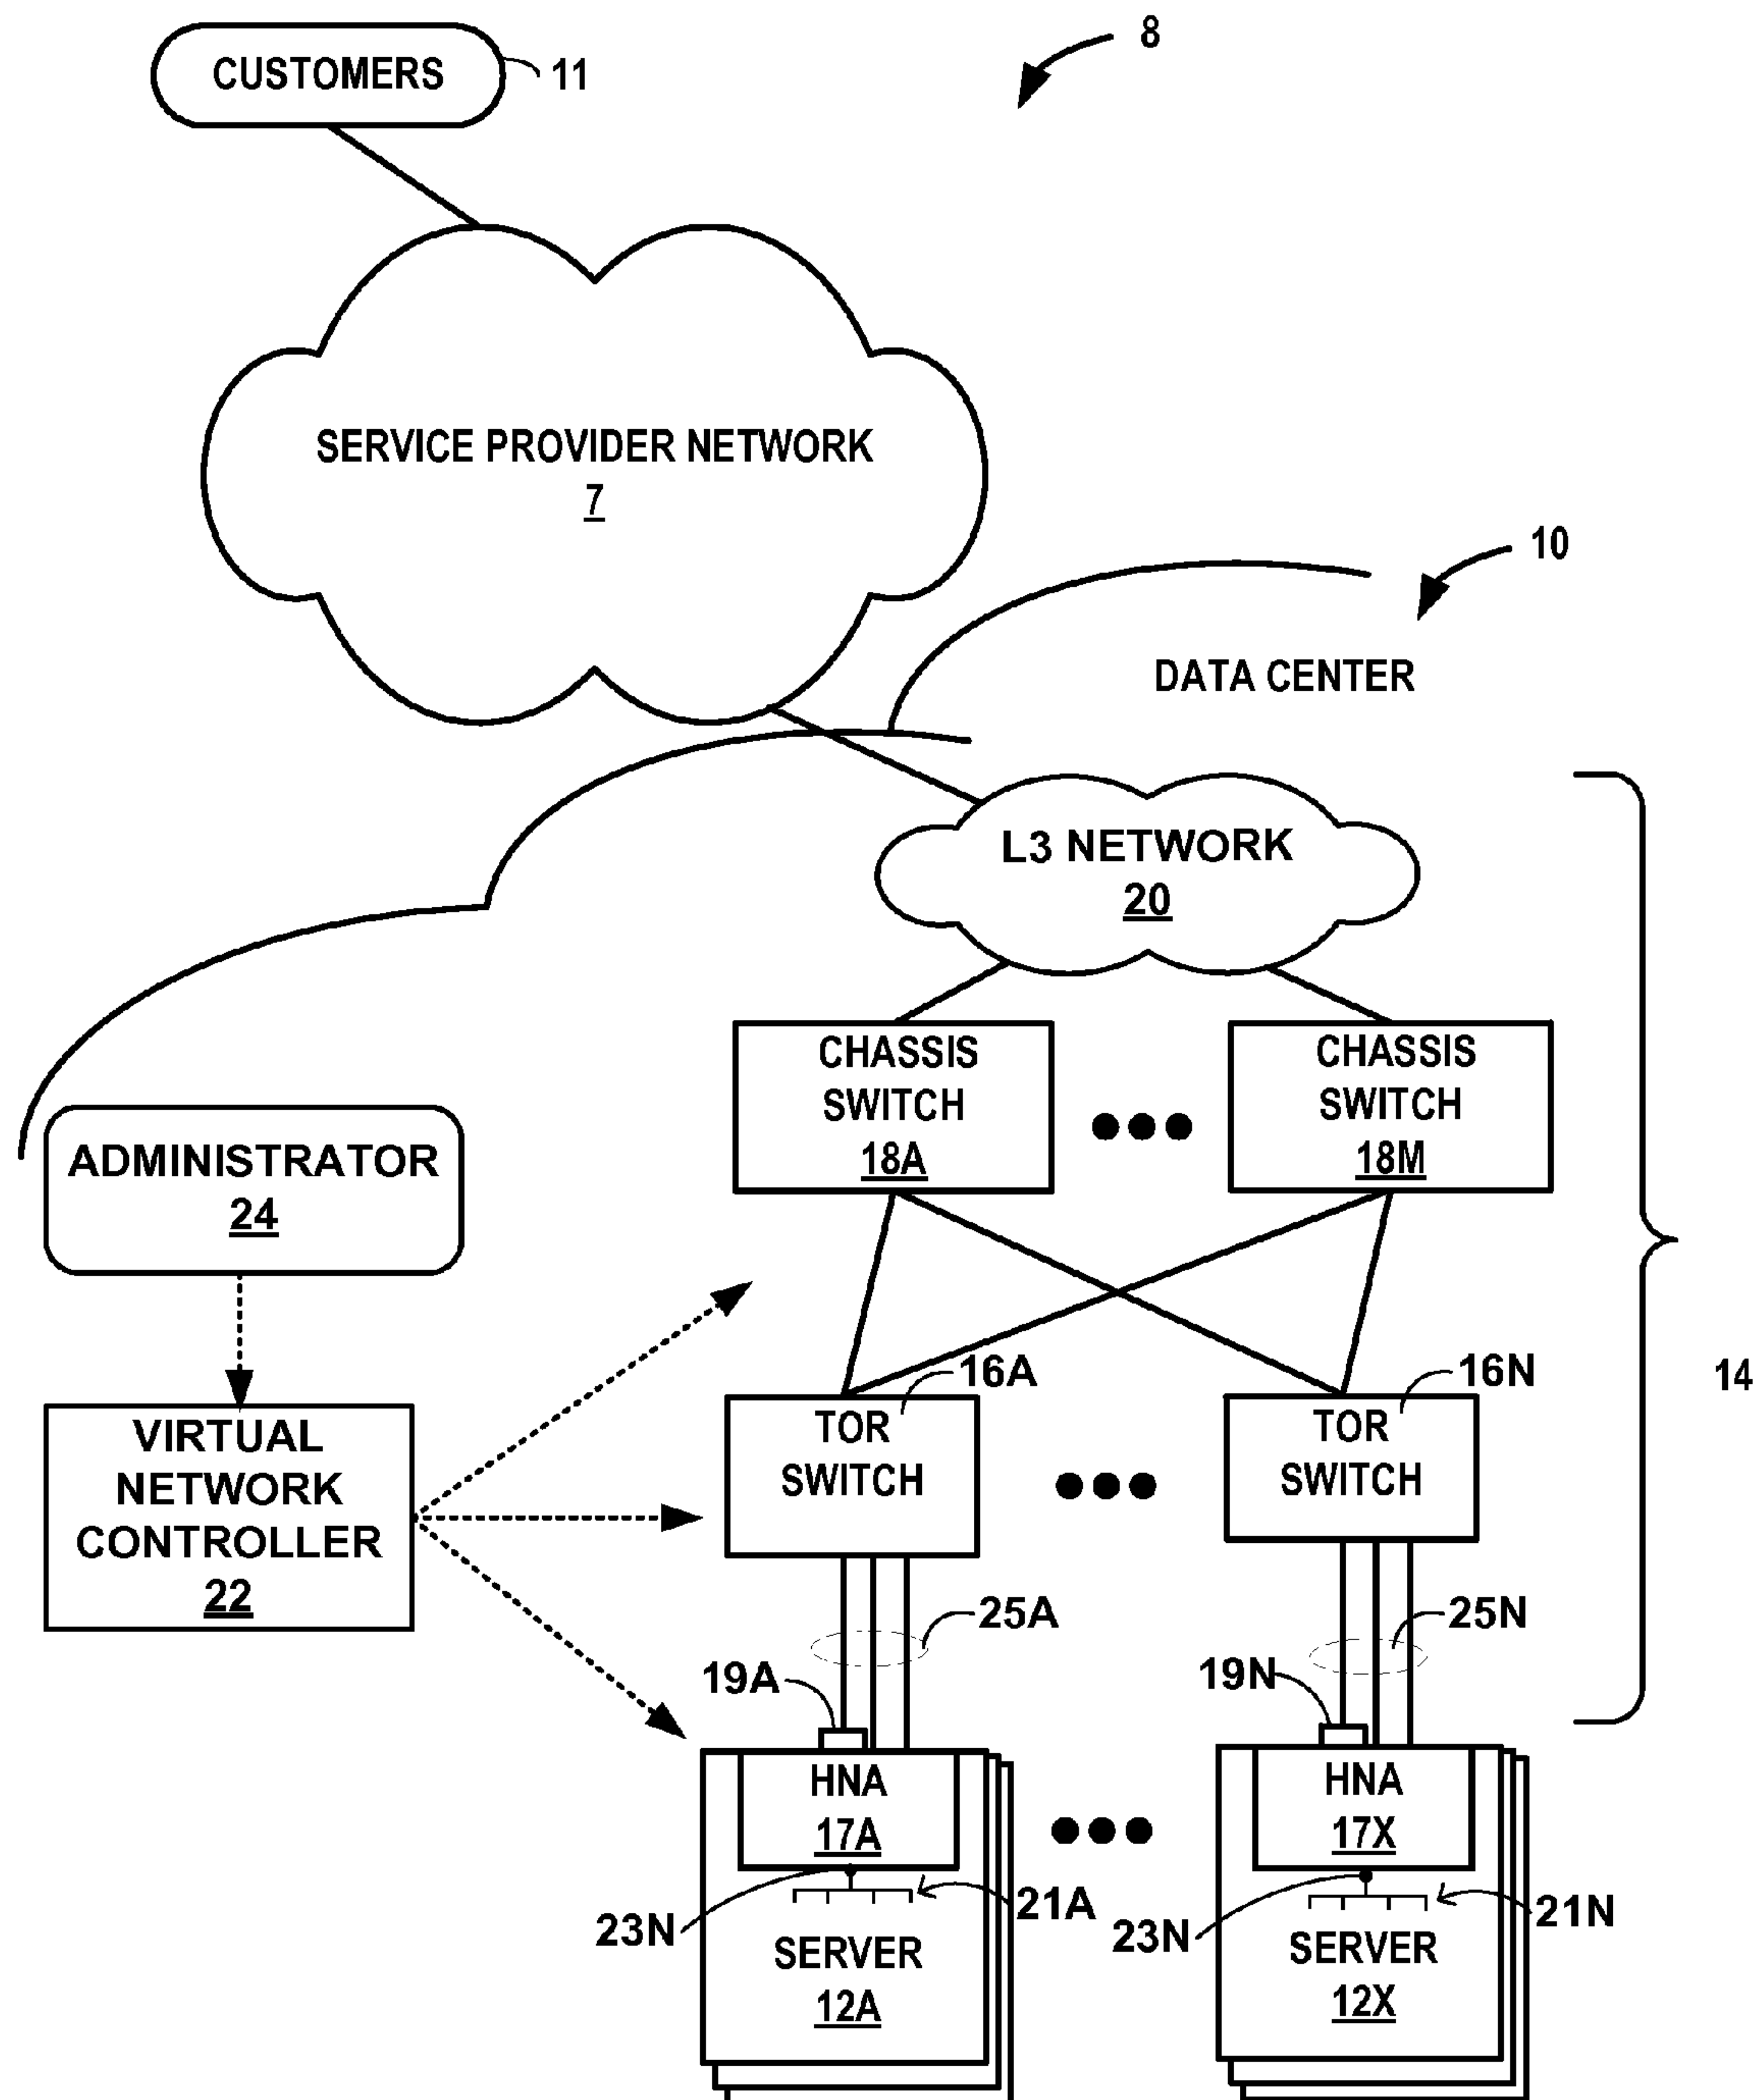 8
CUSTOMERS
11
SERVICE PROVIDER NETWORK
7
10
DATA CENTER
L3 NETWORK
20
CHASSIS
SWITCH
18A
CHASSIS
SWITCH
18M
ADMINISTRATOR
24
14
16A
16N
TOR
SWITCH
TOR
SWITCH
VIRTUAL
NETWORK
CONTROLLER
22
25A
25N
19A
19N
HNA
17A
HNA
17X
23N
21A
23N
21N
SERVER
12A
SERVER
12X